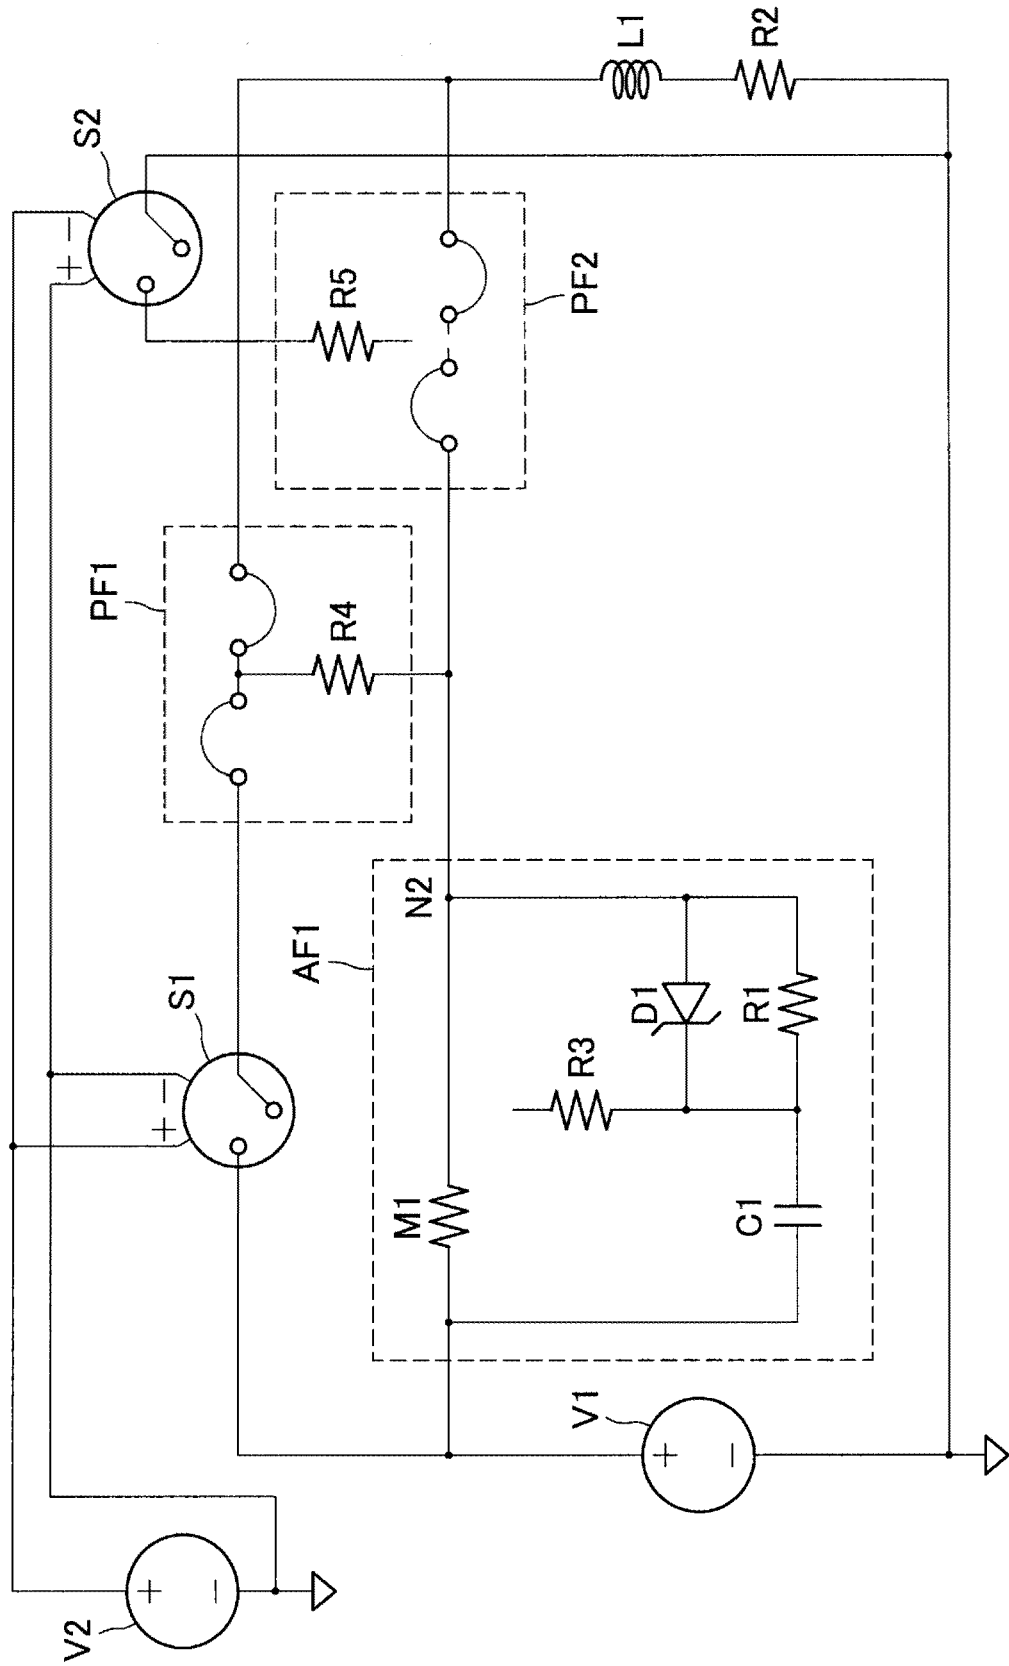 S2
+ −
L1
R2
R5
PF2
PF1
R4
N2
AF1
S1
+ −
D1
R1
R3
M1
C1
V1
+ −
V2
+ −